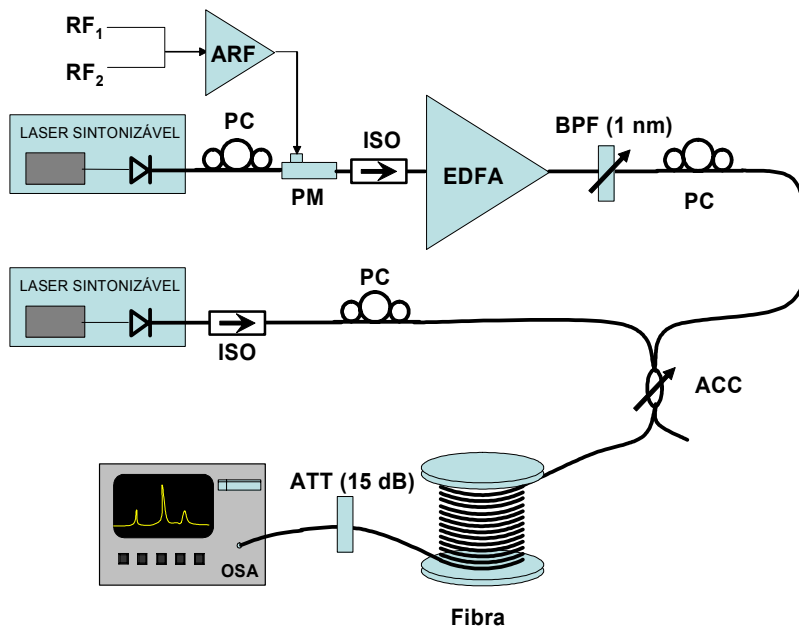 RF1
RF2
ARF
LASER SINTONIZÁVEL
PC
PM
ISO
EDFA
BPF (1 nm)
PC
LASER SINTONIZÁVEL
ISO
PC
ACC
OSA
ATT (15 dB)
Fibra